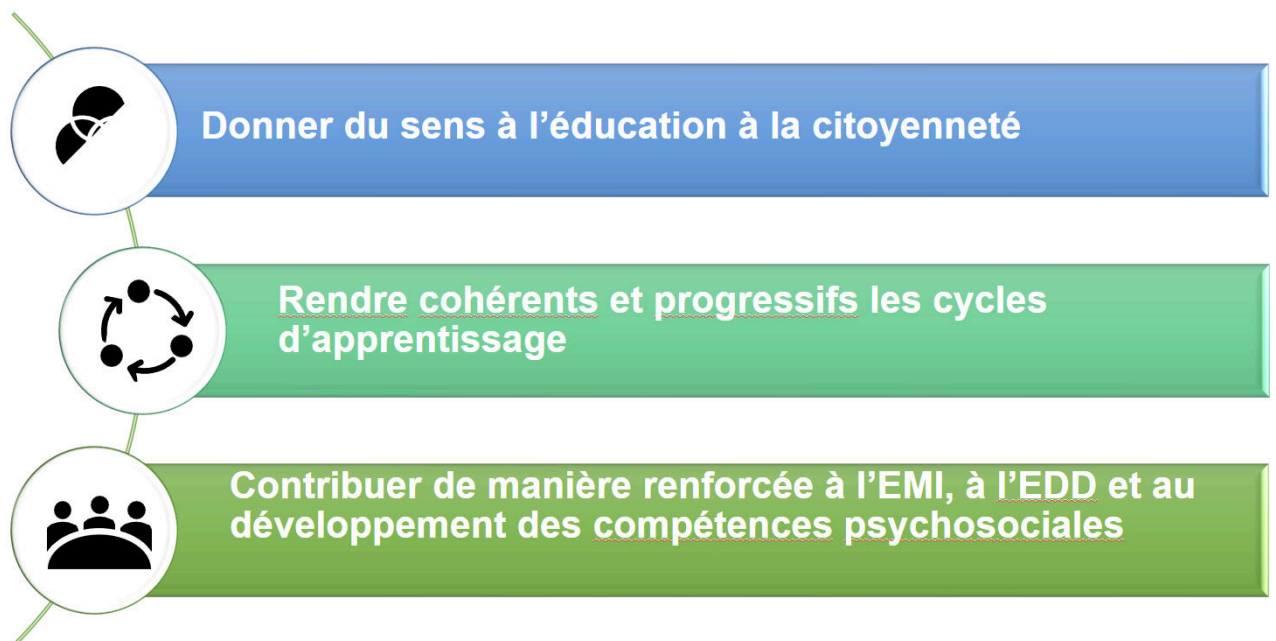 Donner du sens à l’éducation à la citoyenneté
Rendre cohérents et progressifs les cycles
d’apprentissage
Contribuer de manière renforcée à l’EMI, à l’EDD et au
développement des compétences psychosociales